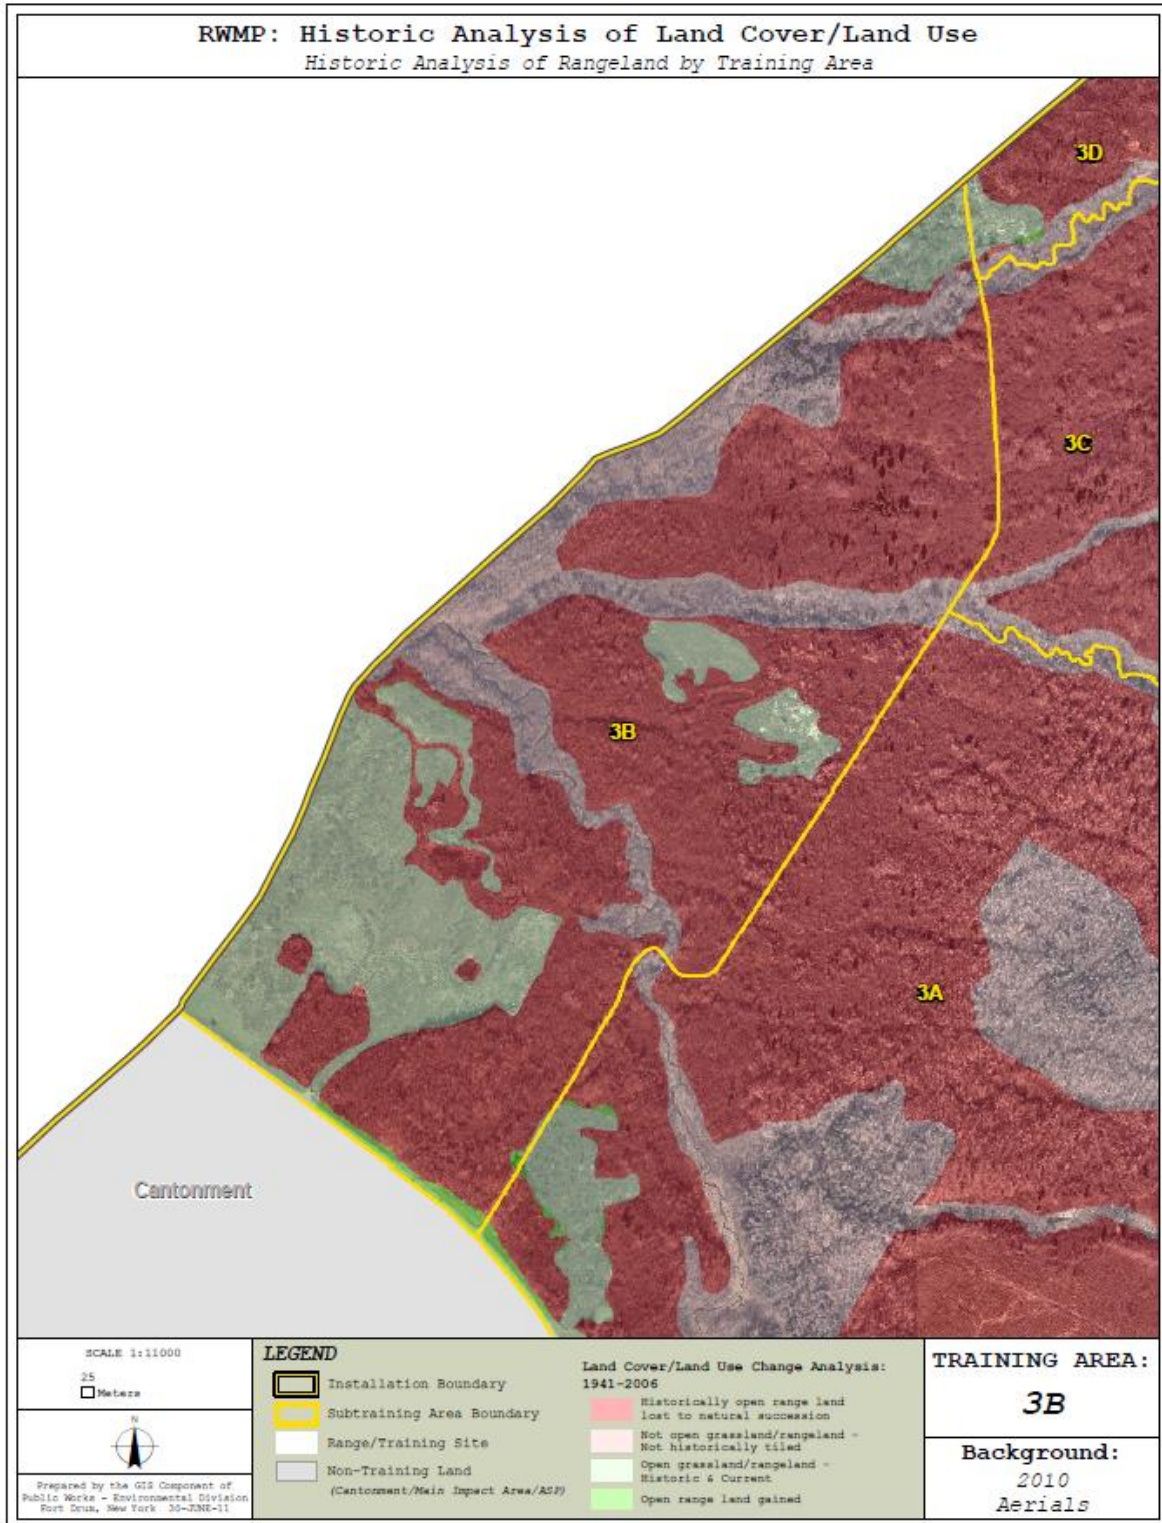 RWMP: Historic Analysis of Land Cover/Land Use
Historic Analysis of Rangeland by Training Area
3D
3C
3B
3A
Cantonment
SCALE 1:11000
25
Meters
N
Prepared by the GIS Component of
Public Works - Environmental Division
Fort Drum, New York 30-JUNE-11
LEGEND
Installation Boundary
Subtraining Area Boundary
Range/Training Site
Non-Training Land
(Cantonment/Main Impact Area/ASP)
Land Cover/Land Use Change Analysis:
1941-2006
Historically open range land
lost to natural succession
Not open grassland/rangeland -
Not historically tiled
Open grassland/rangeland -
Historic & Current
Open range land gained
TRAINING AREA:
3B
Background:
2010
Aerials